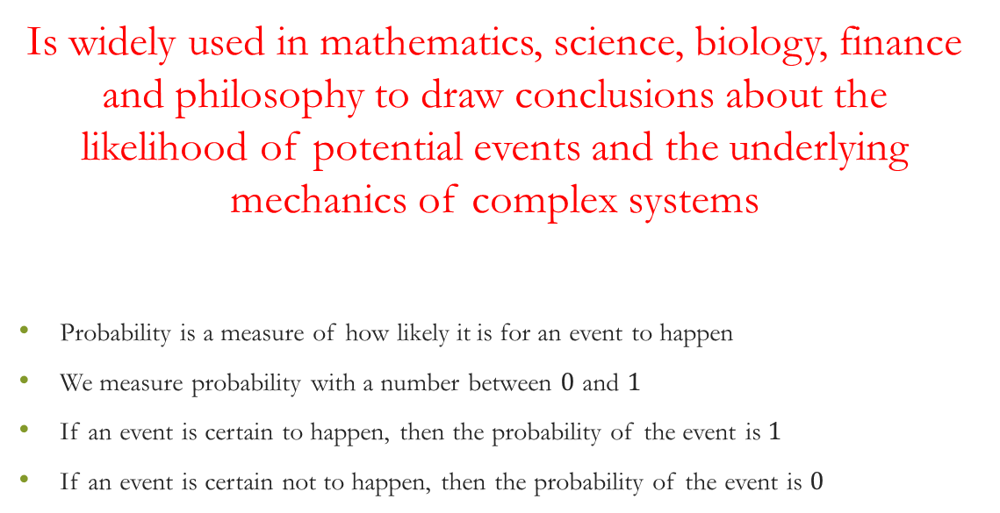 Is widely used in mathematics, science, biology, finance
and philosophy to draw conclusions about the
likelihood of potential events and the underlying
mechanics of complex systems
• Probability is a measure of how likely it is for an event to happen
• We measure probability with a number between 0 and 1
• If an event is certain to happen, then the probability of the event is 1
• If an event is certain not to happen, then the probability of the event is 0